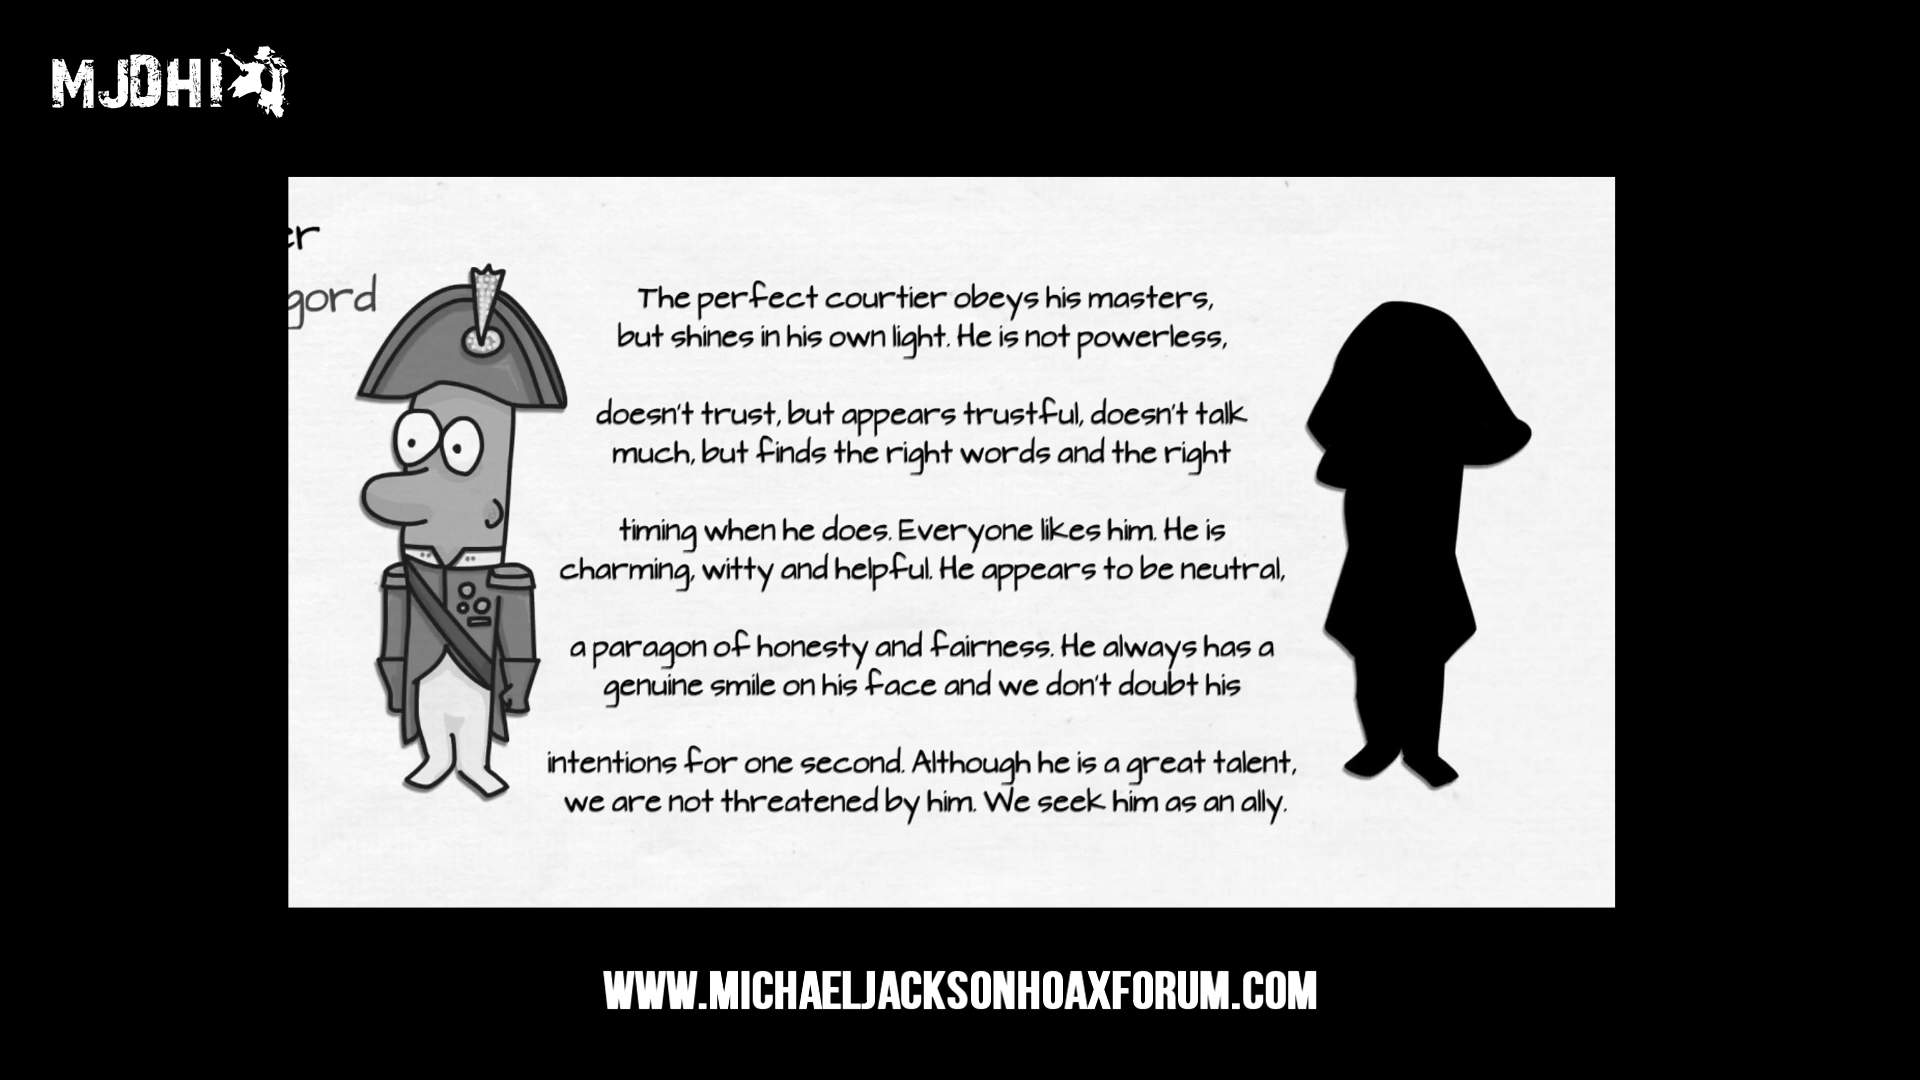 MJDHI
er
gord
The perfect courtier obeys his masters,
but shines in his own light. He is not powerless,
doesn't trust, but appears trustful, doesn't talk
much, but finds the right words and the right
timing when he does. Everyone likes him. He is
charming, witty and helpful. He appears to be neutral,
a paragon of honesty and fairness. He always has a
genuine smile on his face and we don't doubt his
intentions for one second. Although he is a great talent,
we are not threatened by him. We seek him as an ally.
WWW.MICHAELJACKSONHOAXFORUM.COM